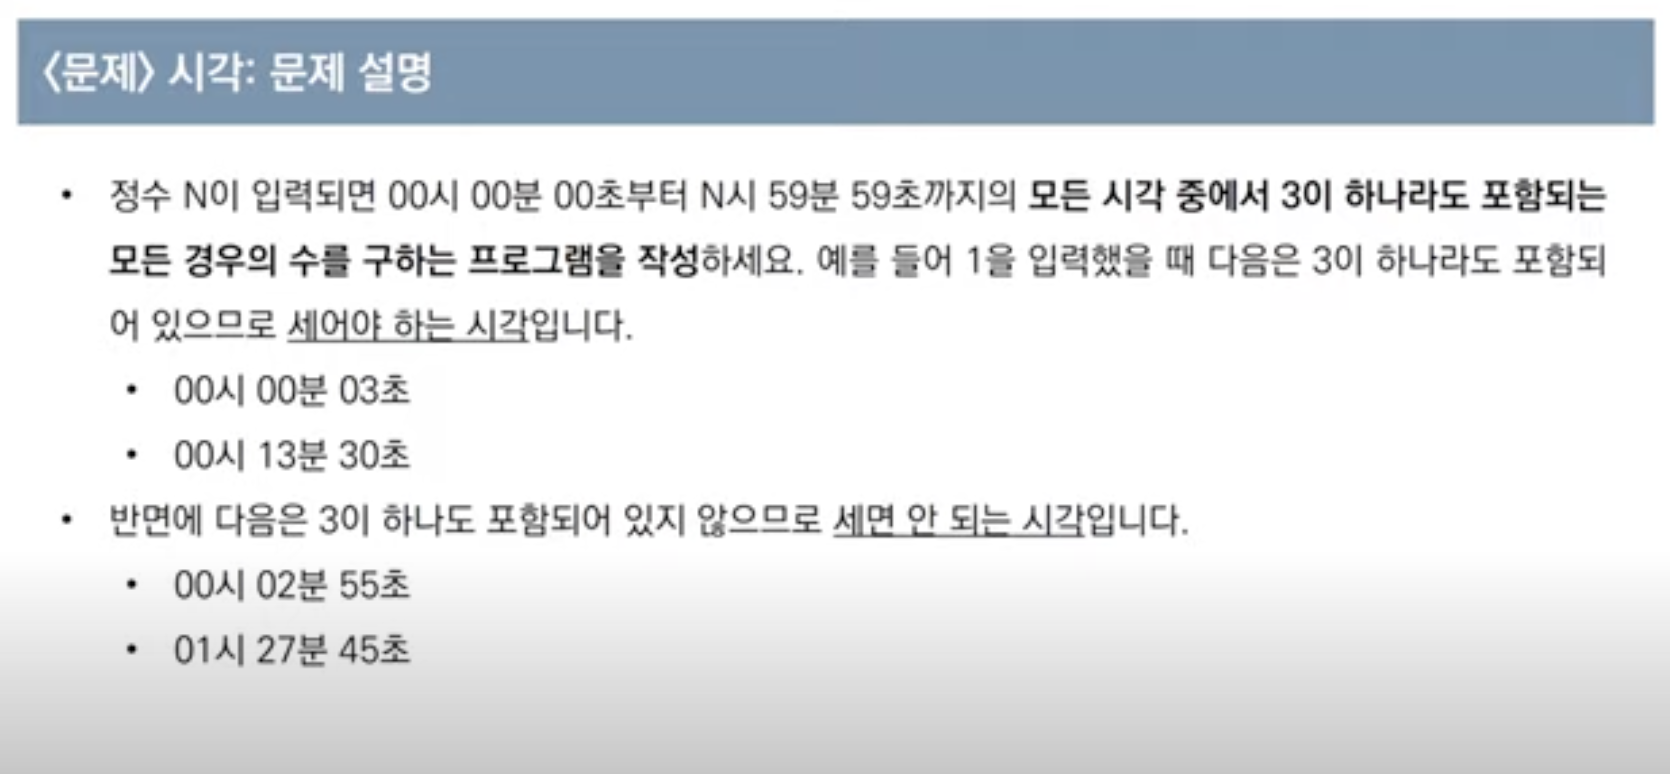 〈문제〉 시각: 문제 설명
• 정수 N이 입력되면 00시 00분 00초부터 N시 59분 59초까지의 모든 시각 중에서 3이 하나라도 포함되는
모든 경우의 수를 구하는 프로그램을 작성하세요. 예를 들어 1을 입력했을 때 다음은 3이 하나라도 포함되
어 있으므로 세어야 하는 시각입니다.
• 00시 00분 03초
• 00시 13분 30초
• 반면에 다음은 3이 하나도 포함되어 있지 않으므로 세면 안 되는 시각입니다.
• 00시 02분 55초
• 01시 27분 45초